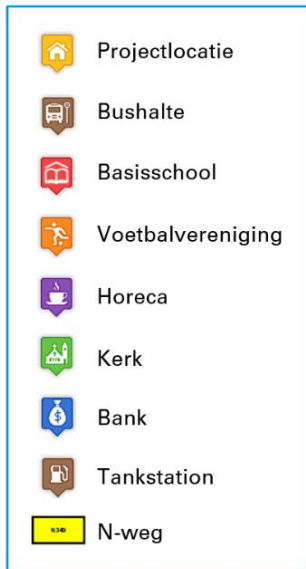 Projectlocatie
Bushalte
Basisschool
Voetbalvereniging
Horeca
Kerk
$
Bank
Tankstation
N-weg